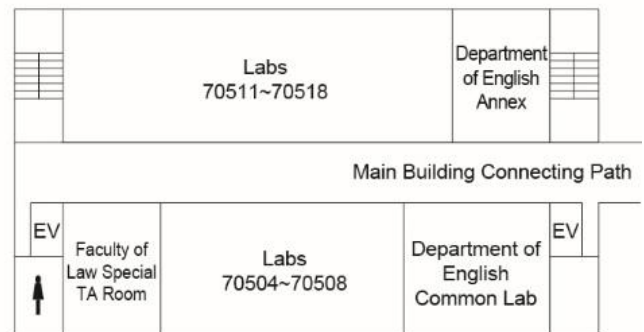 Labs
70511~70518
Department
of English
Annex
Main Building Connecting Path
EV
Faculty of
Law Special
TA Room
Labs
70504~70508
Department of
English
Common Lab
EV